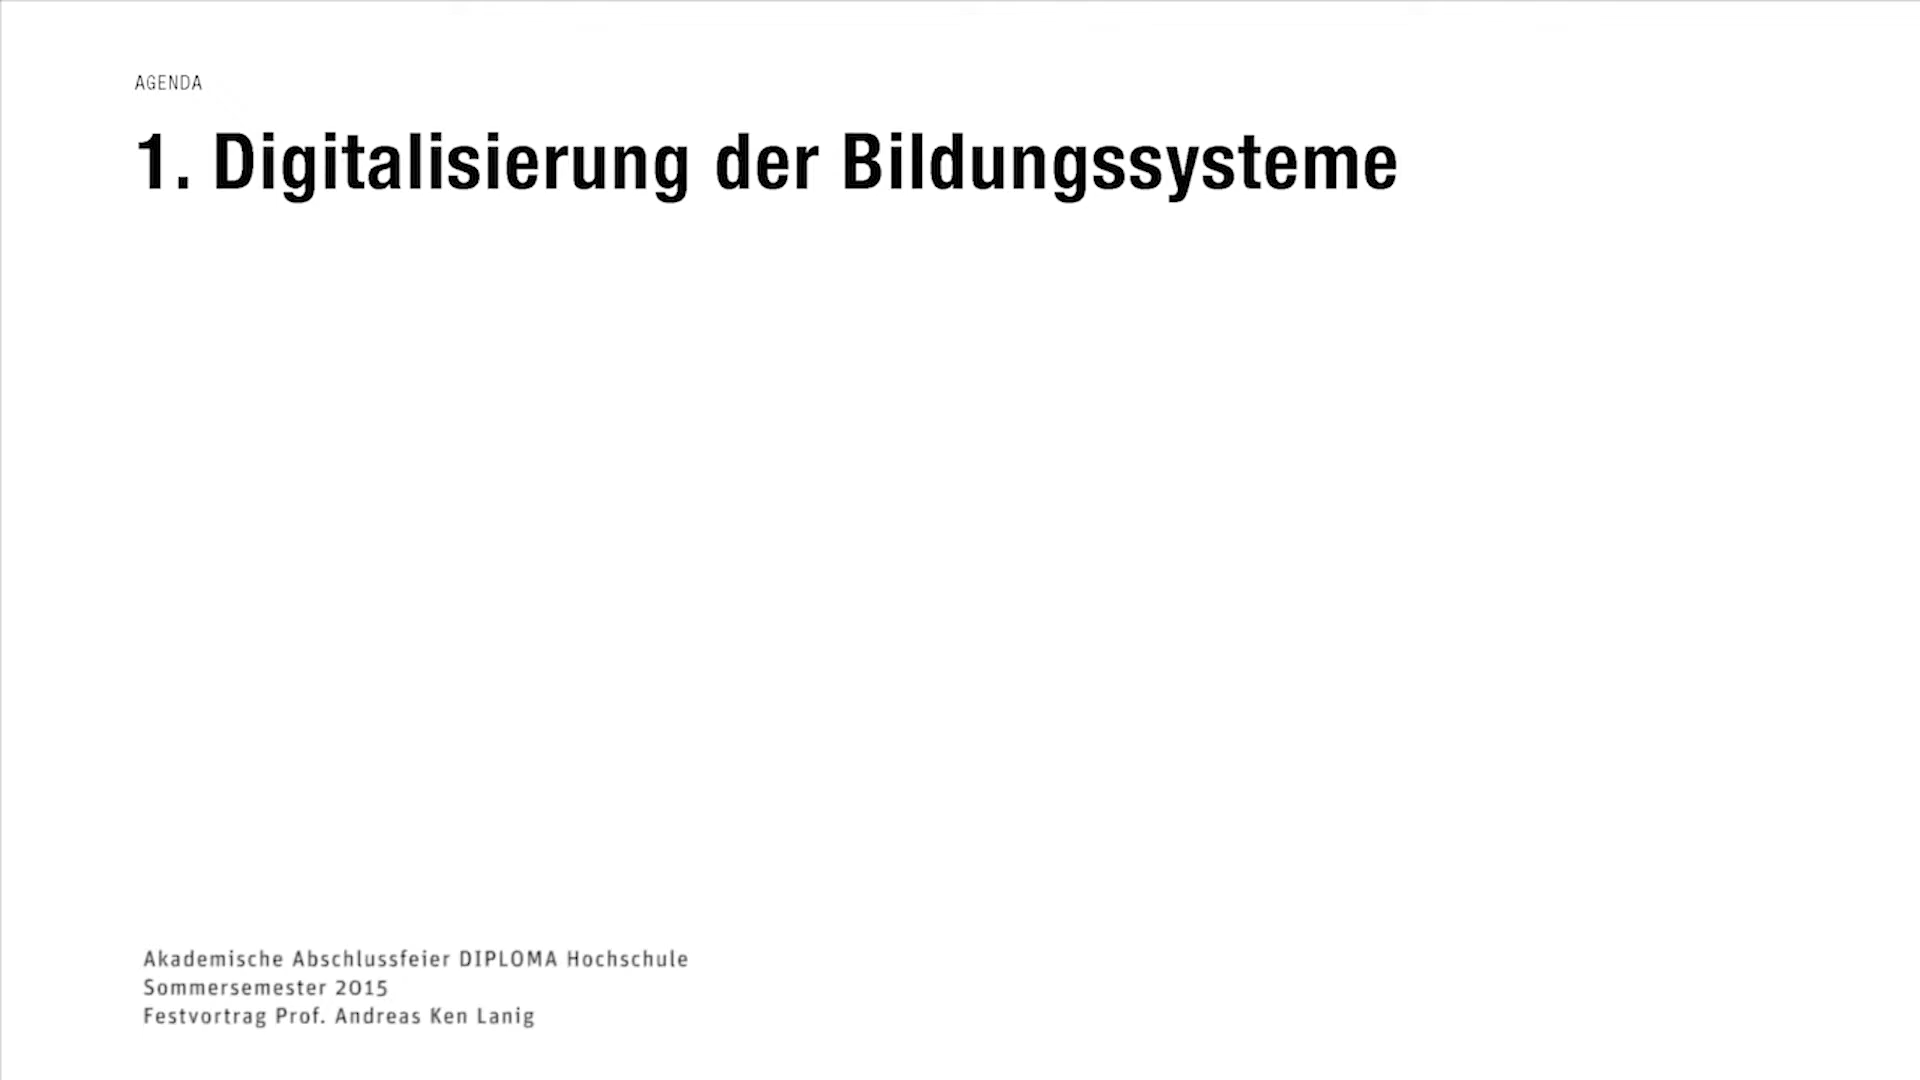 AGENDA
1. Digitalisierung der Bildungssysteme
Akademische Abschlussfeier DIPLOMA Hochschule
Sommersemester 2015
Festvortrag Prof. Andreas Ken Lanig